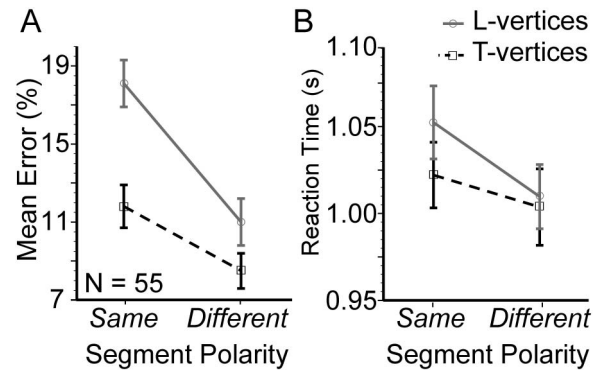 A
B
L-vertices
T-vertices
Mean Error (%)
19
15
11
7
N = 55
Same
Different
Segment Polarity
Reaction Time (s)
1.10
1.05
1.00
0.95
Same
Different
Segment Polarity